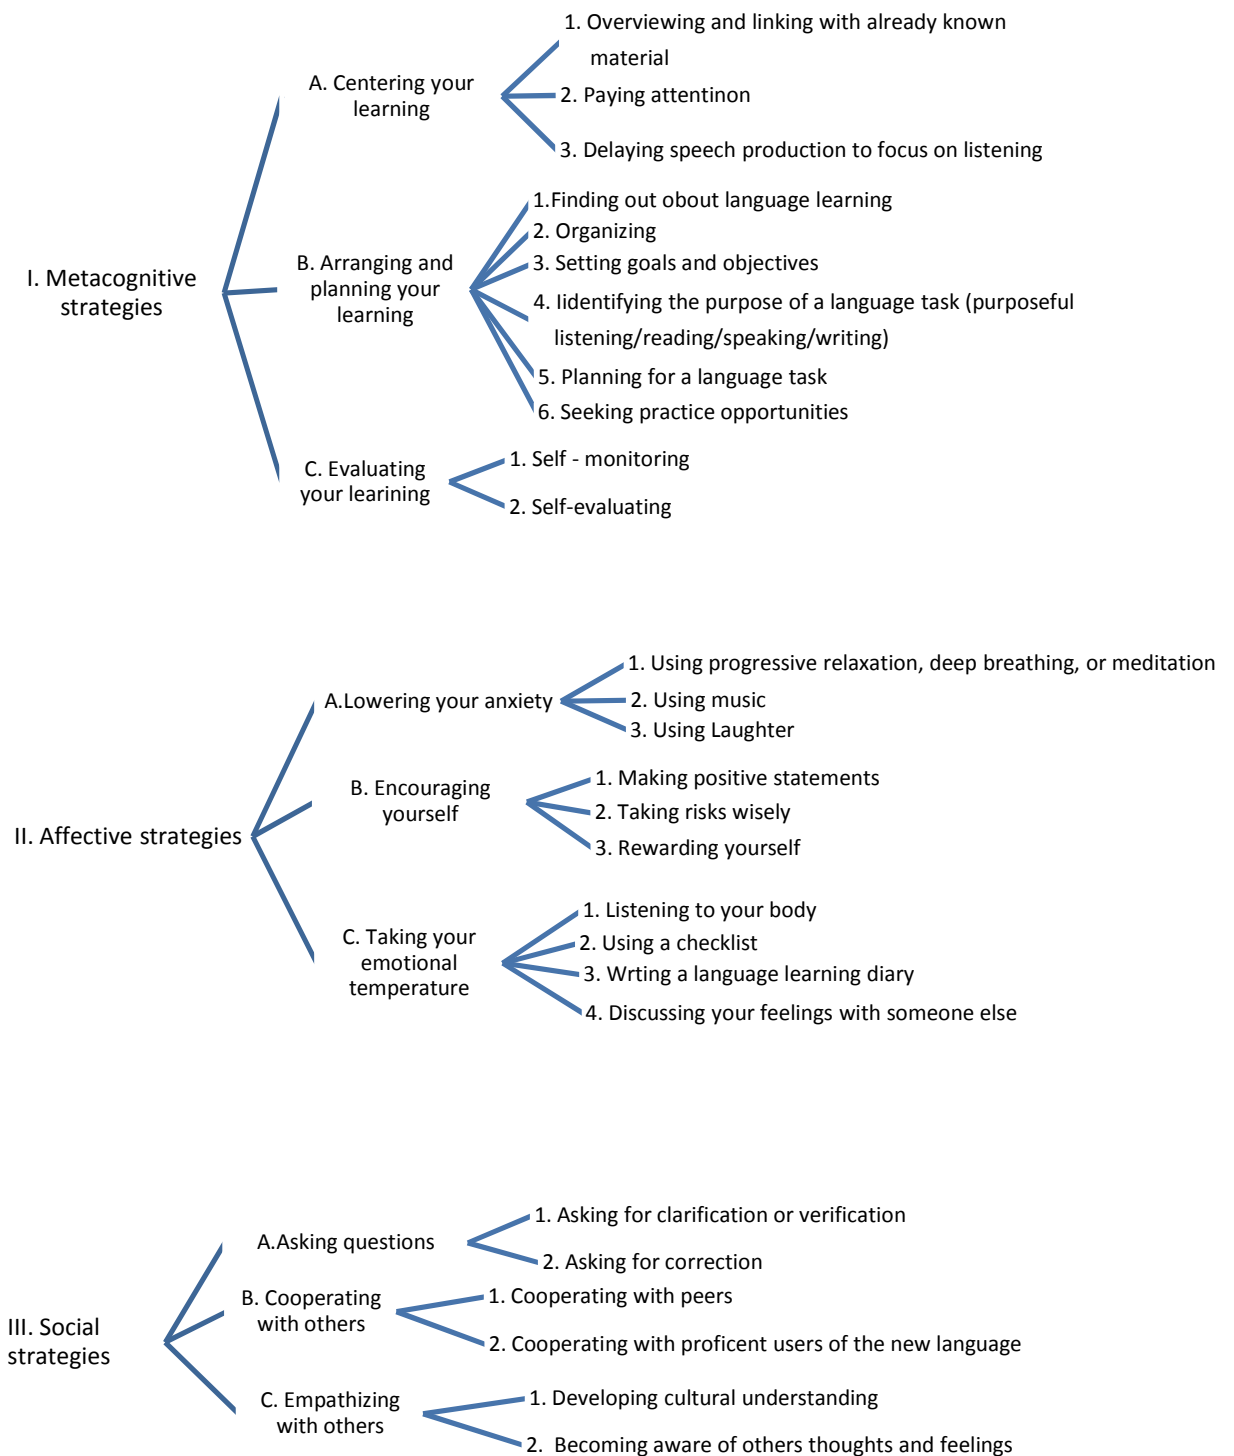 I. Metacognitive
strategies
A. Centering your
learning
1. Overviewing and linking with already known
material
2. Paying attentinon
3. Delaying speech production to focus on listening
B. Arranging and
planning your
learning
1.Finding out obout language learning
2. Organizing
3. Setting goals and objectives
4. Iidentifying the purpose of a language task (purposeful
listening/reading/speaking/writing)
5. Planning for a language task
6. Seeking practice opportunities
C. Evaluating
your learining
1. Self - monitoring
2. Self-evaluating
II. Affective strategies
A.Lowering your anxiety
1. Using progressive relaxation, deep breathing, or meditation
2. Using music
3. Using Laughter
B. Encouraging
yourself
1. Making positive statements
2. Taking risks wisely
3. Rewarding yourself
C. Taking your
emotional
temperature
1. Listening to your body
2. Using a checklist
3. Wrting a language learning diary
4. Discussing your feelings with someone else
III. Social
strategies
A.Asking questions
1. Asking for clarification or verification
2. Asking for correction
B. Cooperating
with others
1. Cooperating with peers
2. Cooperating with proficent users of the new language
C. Empathizing
with others
1. Developing cultural understanding
2. Becoming aware of others thoughts and feelings